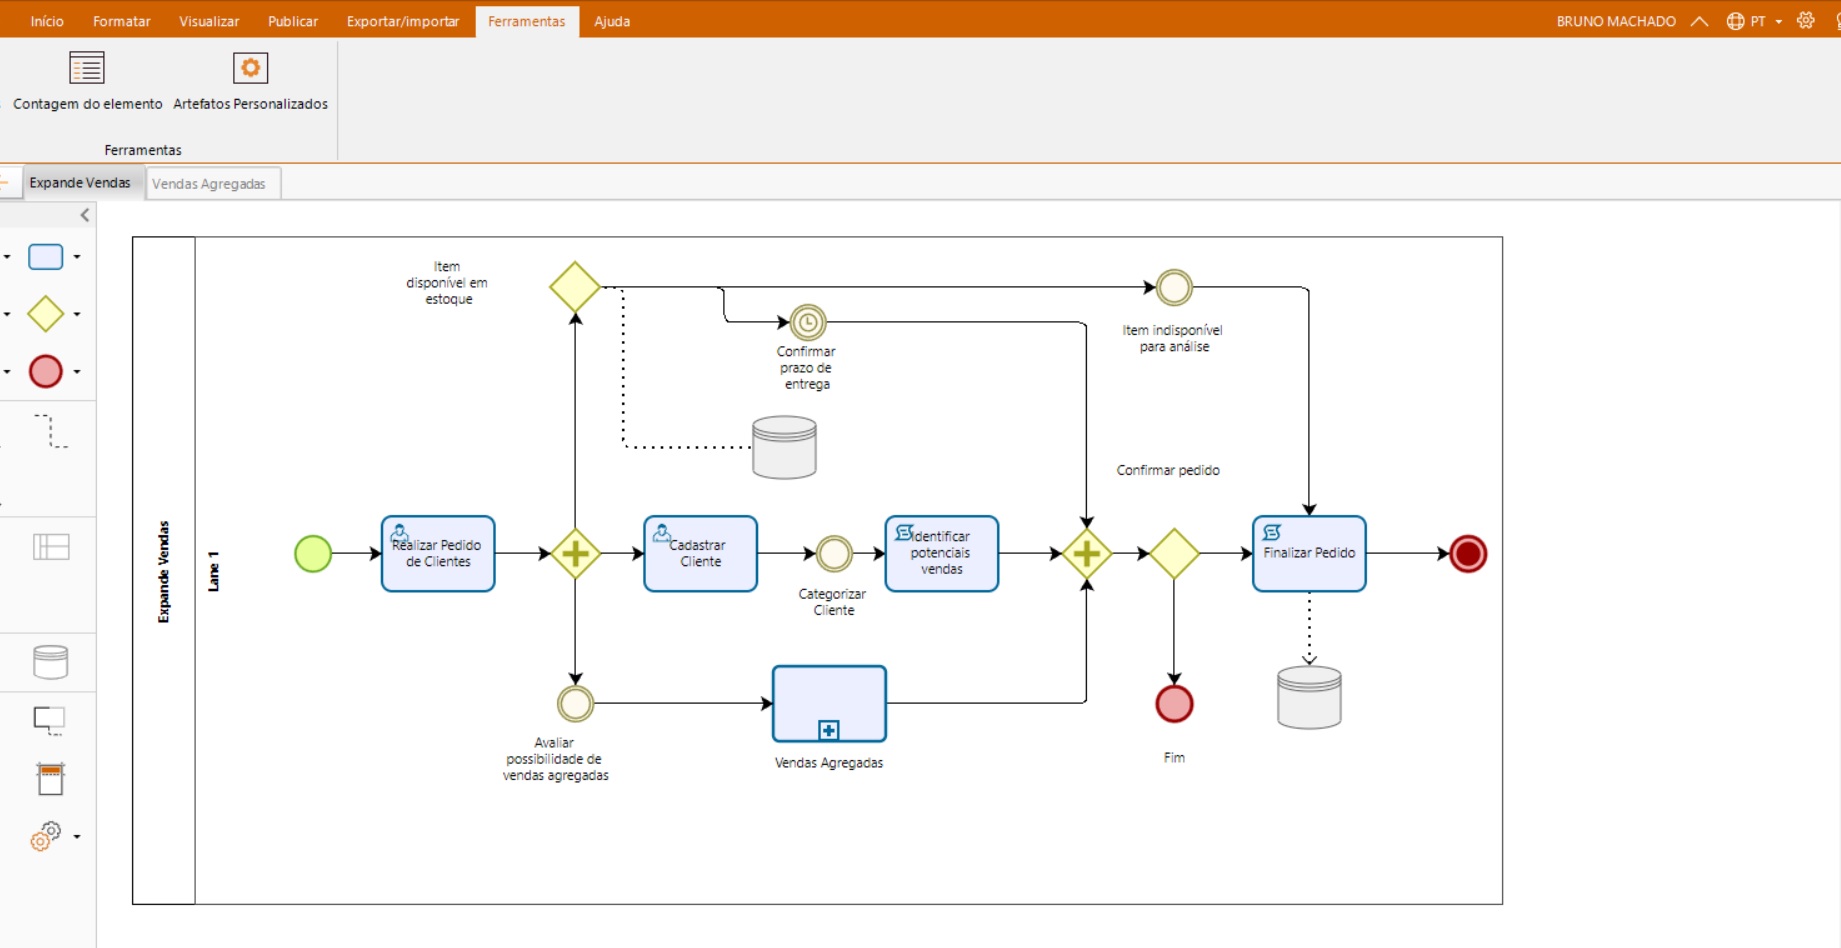 Início Formatar Visualizar Publicar Exportar/importar Ferramentas Ajuda BRUNO MACHADO PT
Contagem do elemento Artefatos Personalizados
Ferramentas
Expande Vendas Vendas Agregadas
Expande Vendas
Lane 1
Item
disponível em
estoque
Confirmar
prazo de
entrega
Item indisponível
para análise
Confirmar pedido
Realizar Pedido
de Clientes
Cadastrar
Cliente
Categorizar
Cliente
Identificar
potenciais
vendas
Finalizar Pedido
Avaliar
possibilidade de
vendas agregadas
Vendas Agregadas
Fim